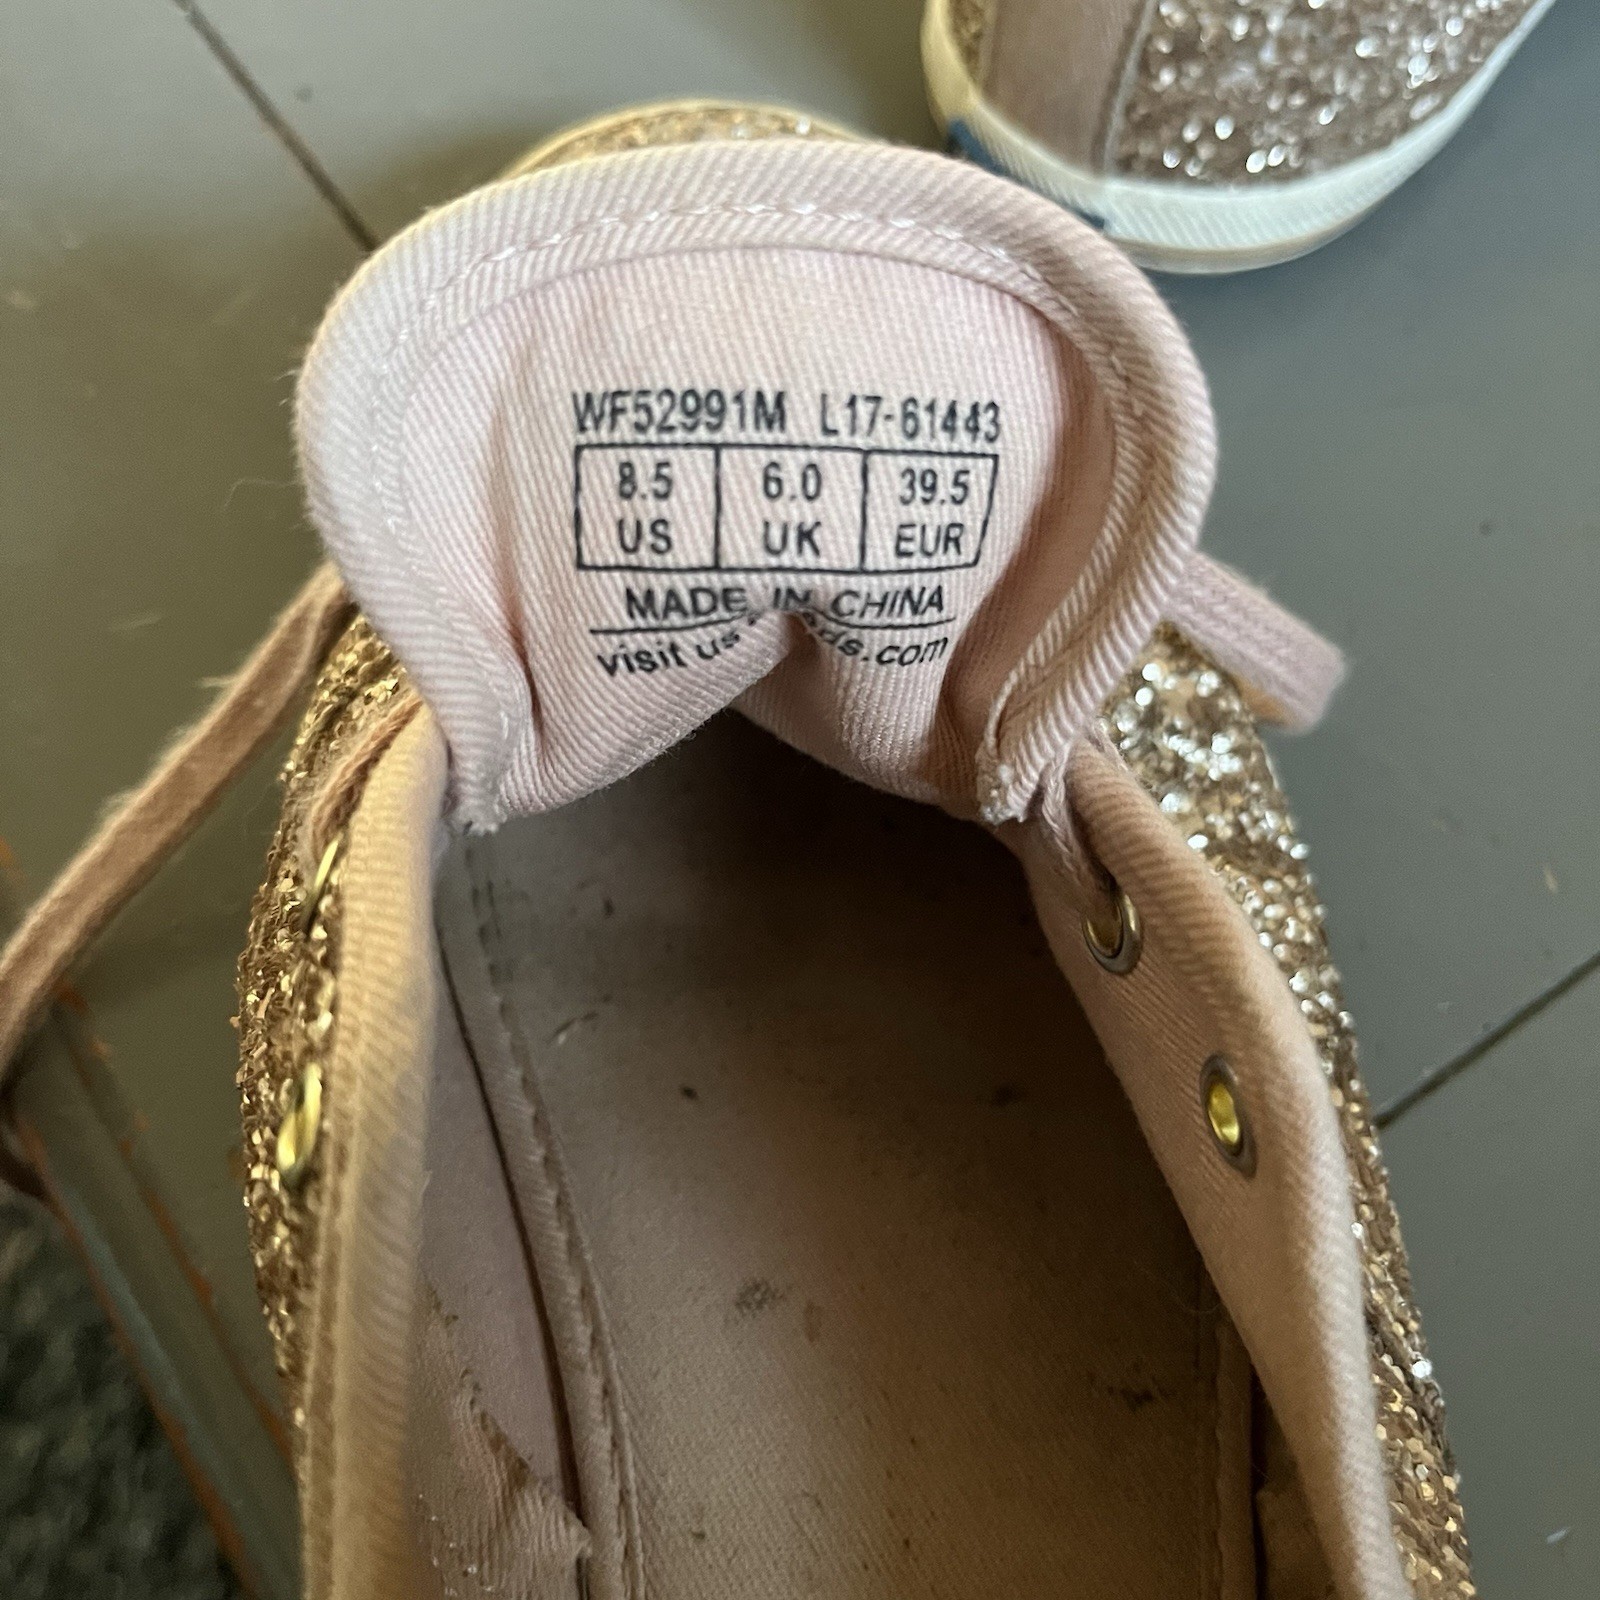 WF52991M L17-61443
8.5 6.0 39.5
US UK EUR
MADE IN CHINA
visit us